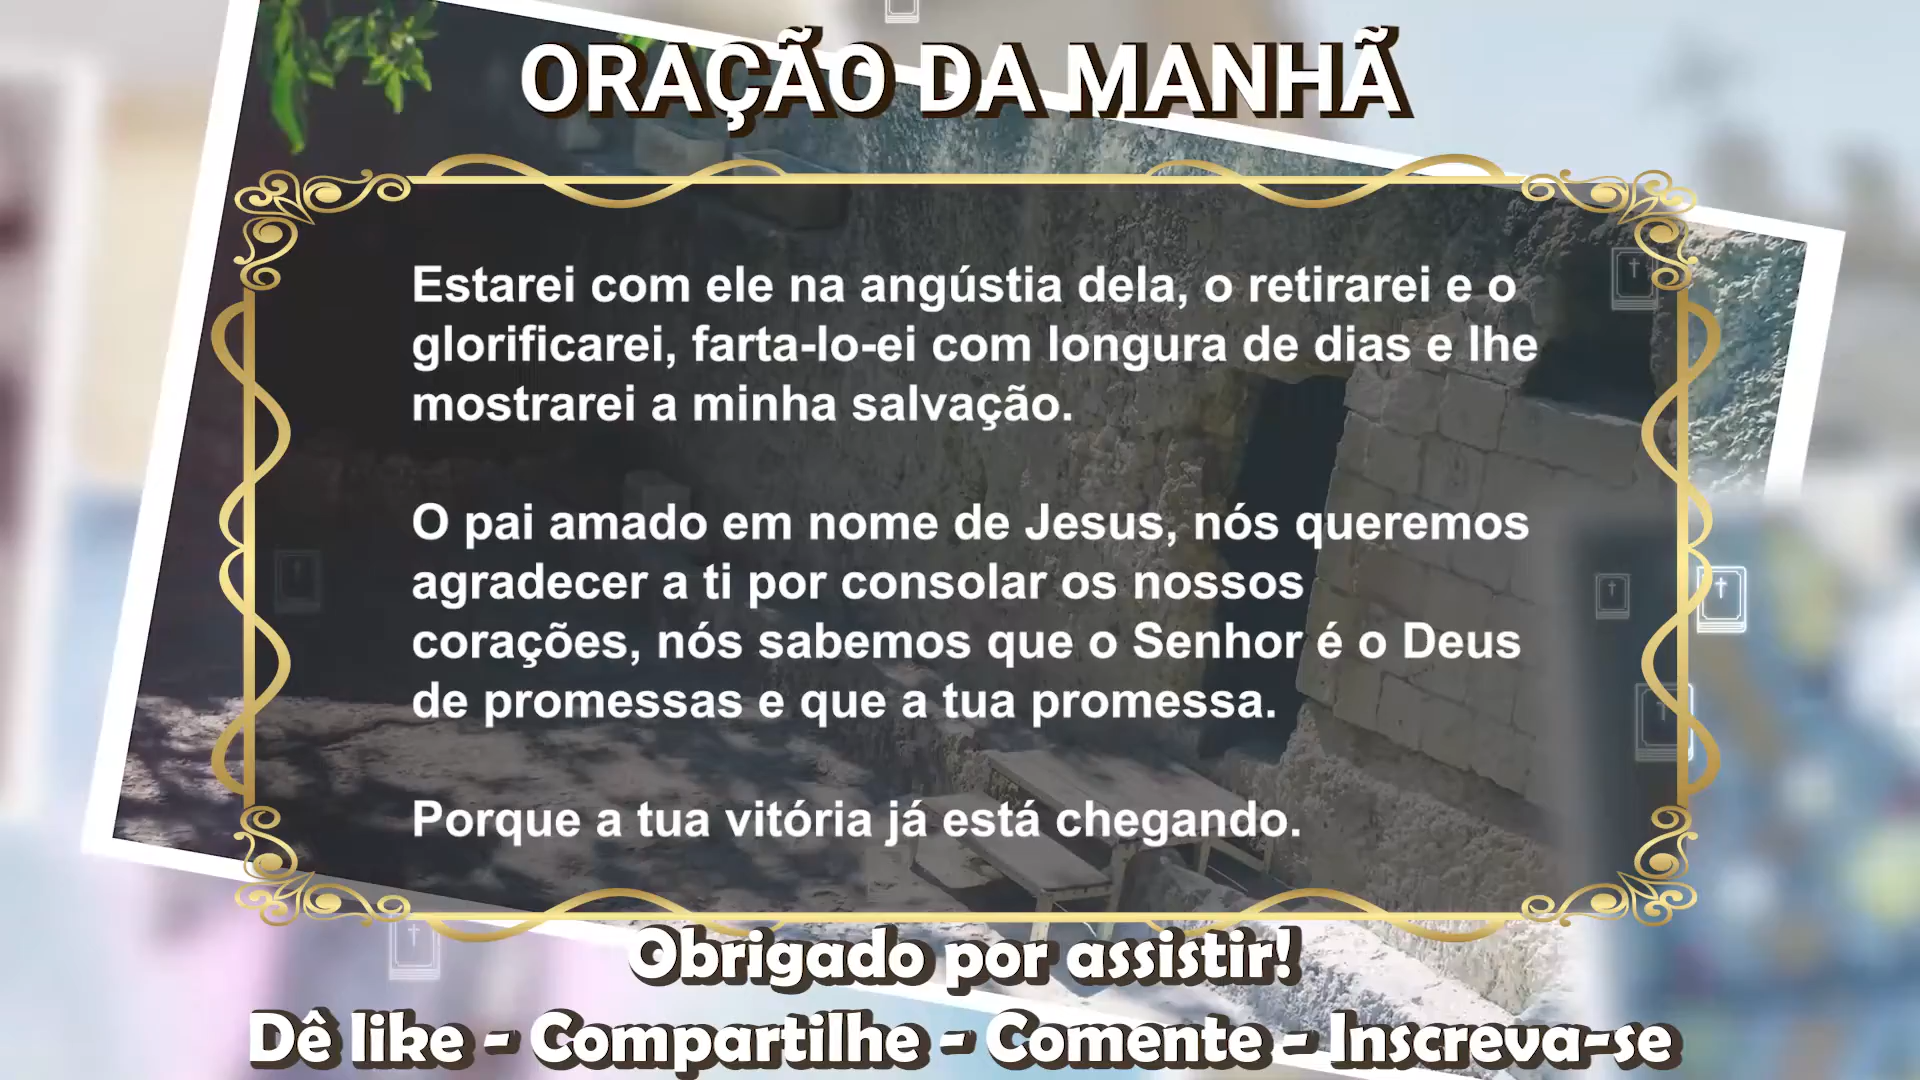 ORAÇÃO DA MANHÃ
Estarei com ele na angústia dela, o retirarei e o
glorificarei, farta-lo-ei com longura de dias e lhe
mostrarei a minha salvação.
O pai amado em nome de Jesus, nós queremos
agradecer a ti por consolar os nossos
corações, nós sabemos que o Senhor é o Deus
de promessas e que a tua promessa.
Porque a tua vitória já está chegando.
Obrigado por assistir!
Dê like - Compartilhe - Comente - Inscreva-se